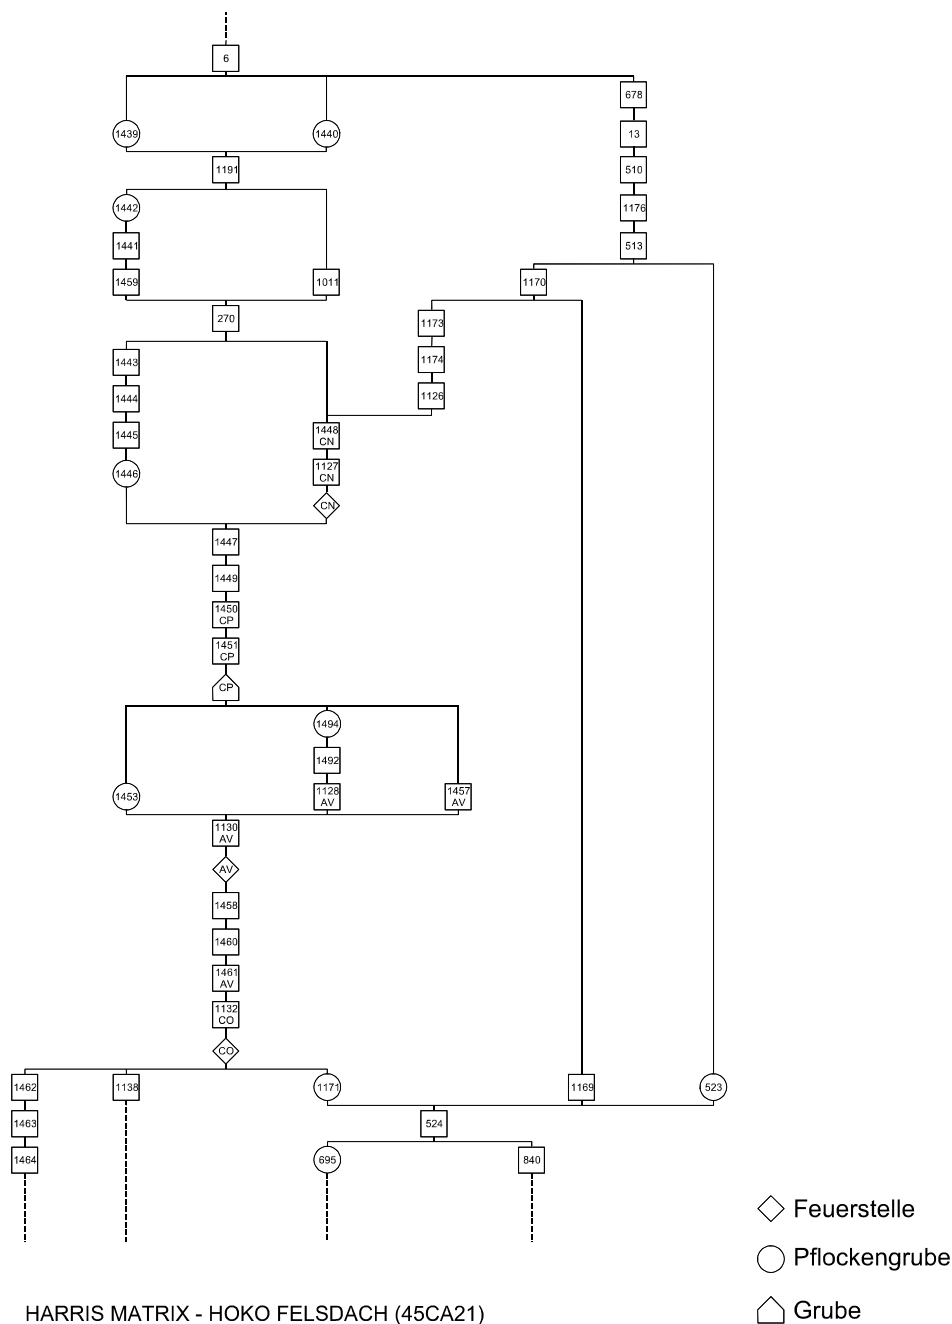 6
678
1439
1440
13
1191
510
1442
1176
1441
513
1459
1011
1170
270
1173
1443
1174
1444
1126
1445
1448
CN
1446
1127
CN
CN
1447
1449
1450
CP
1451
CP
CP
1494
1492
1453
1128
AV
1457
AV
1130
AV
AV
1458
1460
1461
AV
1132
CO
CO
1462
1138
1171
1169
523
1463
524
1464
695
840
Feuerstelle
Pflockengrube
Grube
HARRIS MATRIX - HOKO FELSDACH (45CA21)